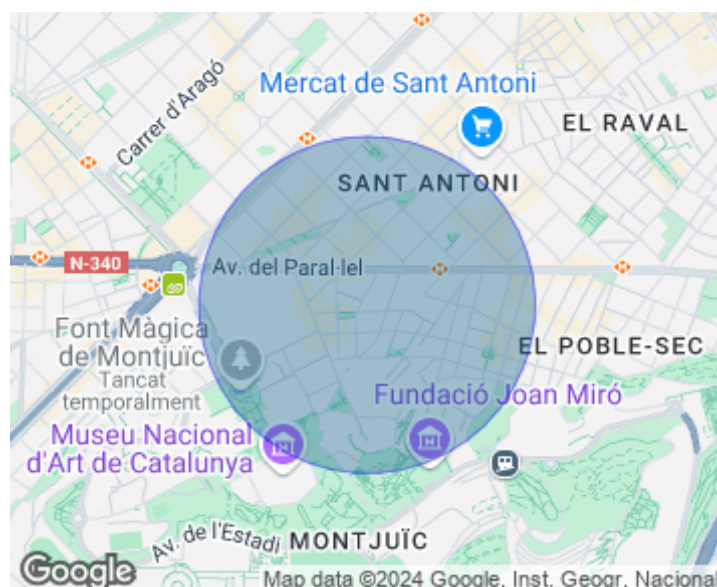 Carrer d'Aragó
Mercat de Sant Antoni
EL RAVAL
SANT ANTONI
N-340
Av. del Paral·lel
Font Màgica
de Montjuïc
Tancat
temporalment
EL POBLE-SEC
Fundació Joan Miró
Museu Nacional
d'Art de Catalunya
Av. de l'Estadi
MONTJUÏC
Google
Map data ©2024 Google, Inst. Geogr. Nacional